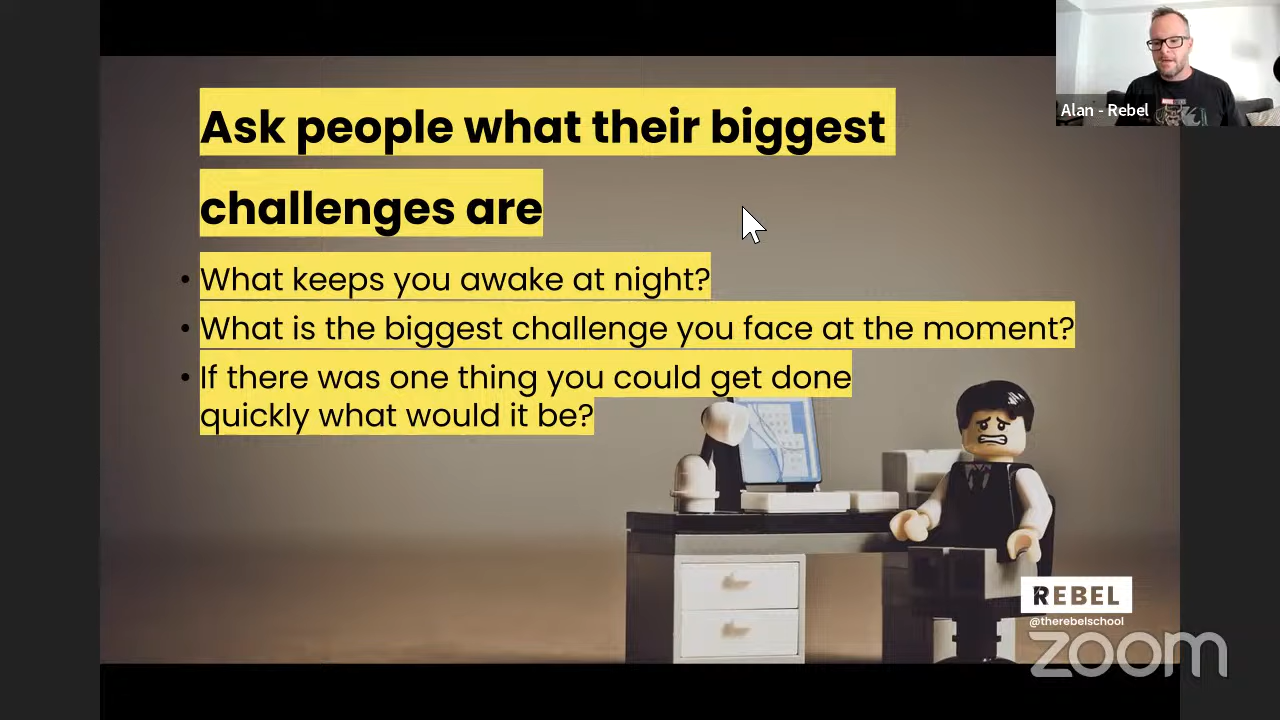 Ask people what their biggest
challenges are
• What keeps you awake at night?
• What is the biggest challenge you face at the moment?
• If there was one thing you could get done
quickly what would it be?
Alan - Rebel
REBEL
@therebelschool
zoom